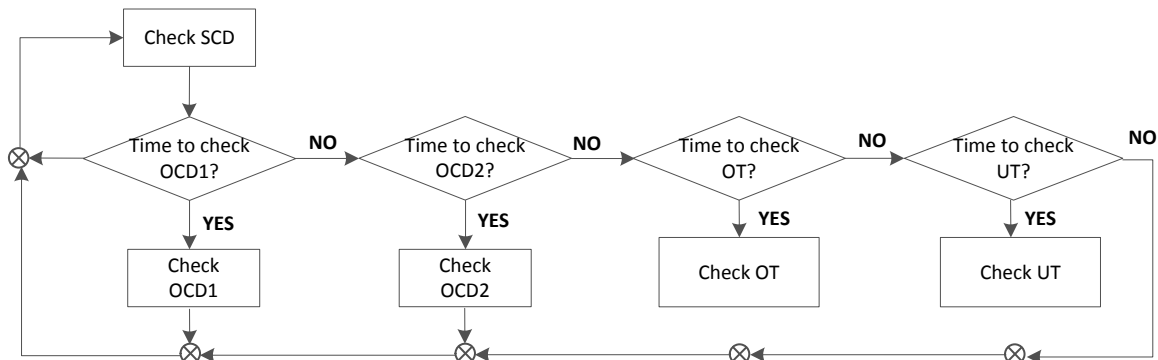 Check SCD
Time to check
OCD1?
NO
Time to check
OCD2?
NO
Time to check
OT?
NO
Time to check
UT?
NO
YES
YES
YES
YES
Check
OCD1
Check
OCD2
Check OT
Check UT